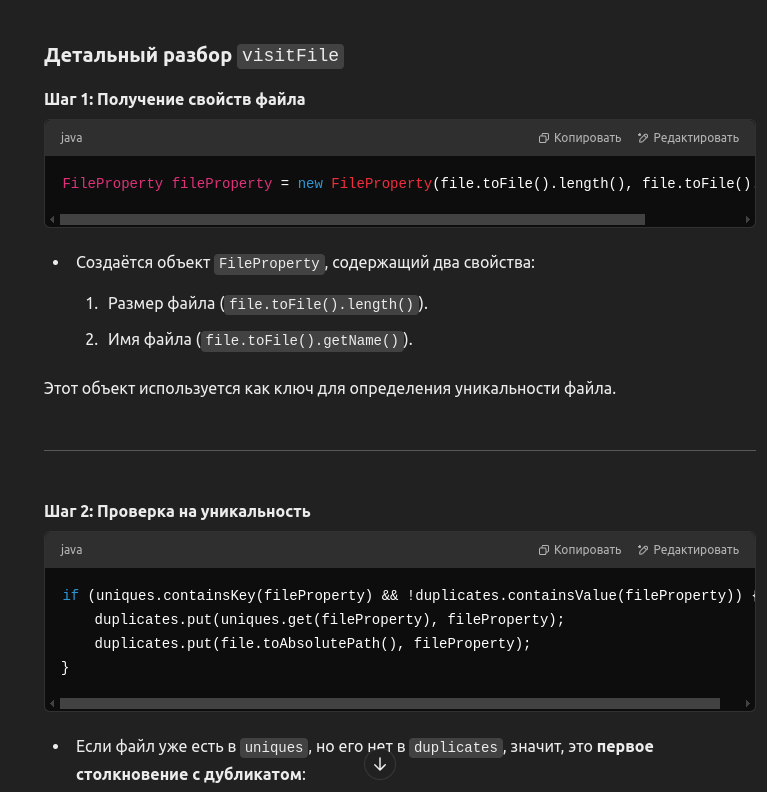 Детальный разбор visitFile
Шаг 1: Получение свойств файла
java Копировать Редактировать
FileProperty fileProperty = new FileProperty(file.toFile().length(), file.toFile()
• Создаётся объект FileProperty, содержащий два свойства:
1. Размер файла (file.toFile().length()).
2. Имя файла (file.toFile().getName()).
Этот объект используется как ключ для определения уникальности файла.
Шаг 2: Проверка на уникальность
java Копировать Редактировать
if (uniques.containsKey(fileProperty) && !duplicates.containsValue(fileProperty)) {
duplicates.put(uniques.get(fileProperty), fileProperty);
duplicates.put(file.toAbsolutePath(), fileProperty);
}
• Если файл уже есть в uniques, но его нет в duplicates, значит, это первое
столкновение с дубликатом: